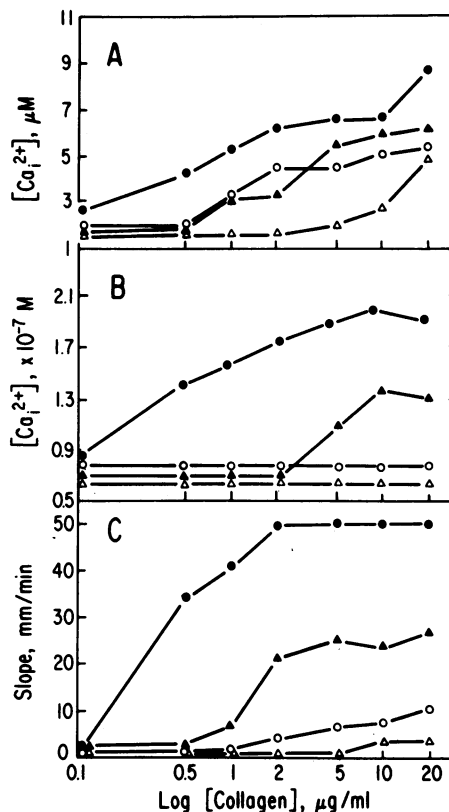 A
[Ca_i^2+], μM
11
9
7
5
3
1
B
[Ca_i^2+], x 10^-7 M
2.1
1.7
1.3
0.9
0.5
C
Slope, mm/min
50
40
30
20
10
0
0.1 0.5 1 2 5 10 20
Log [Collagen], μg/ml